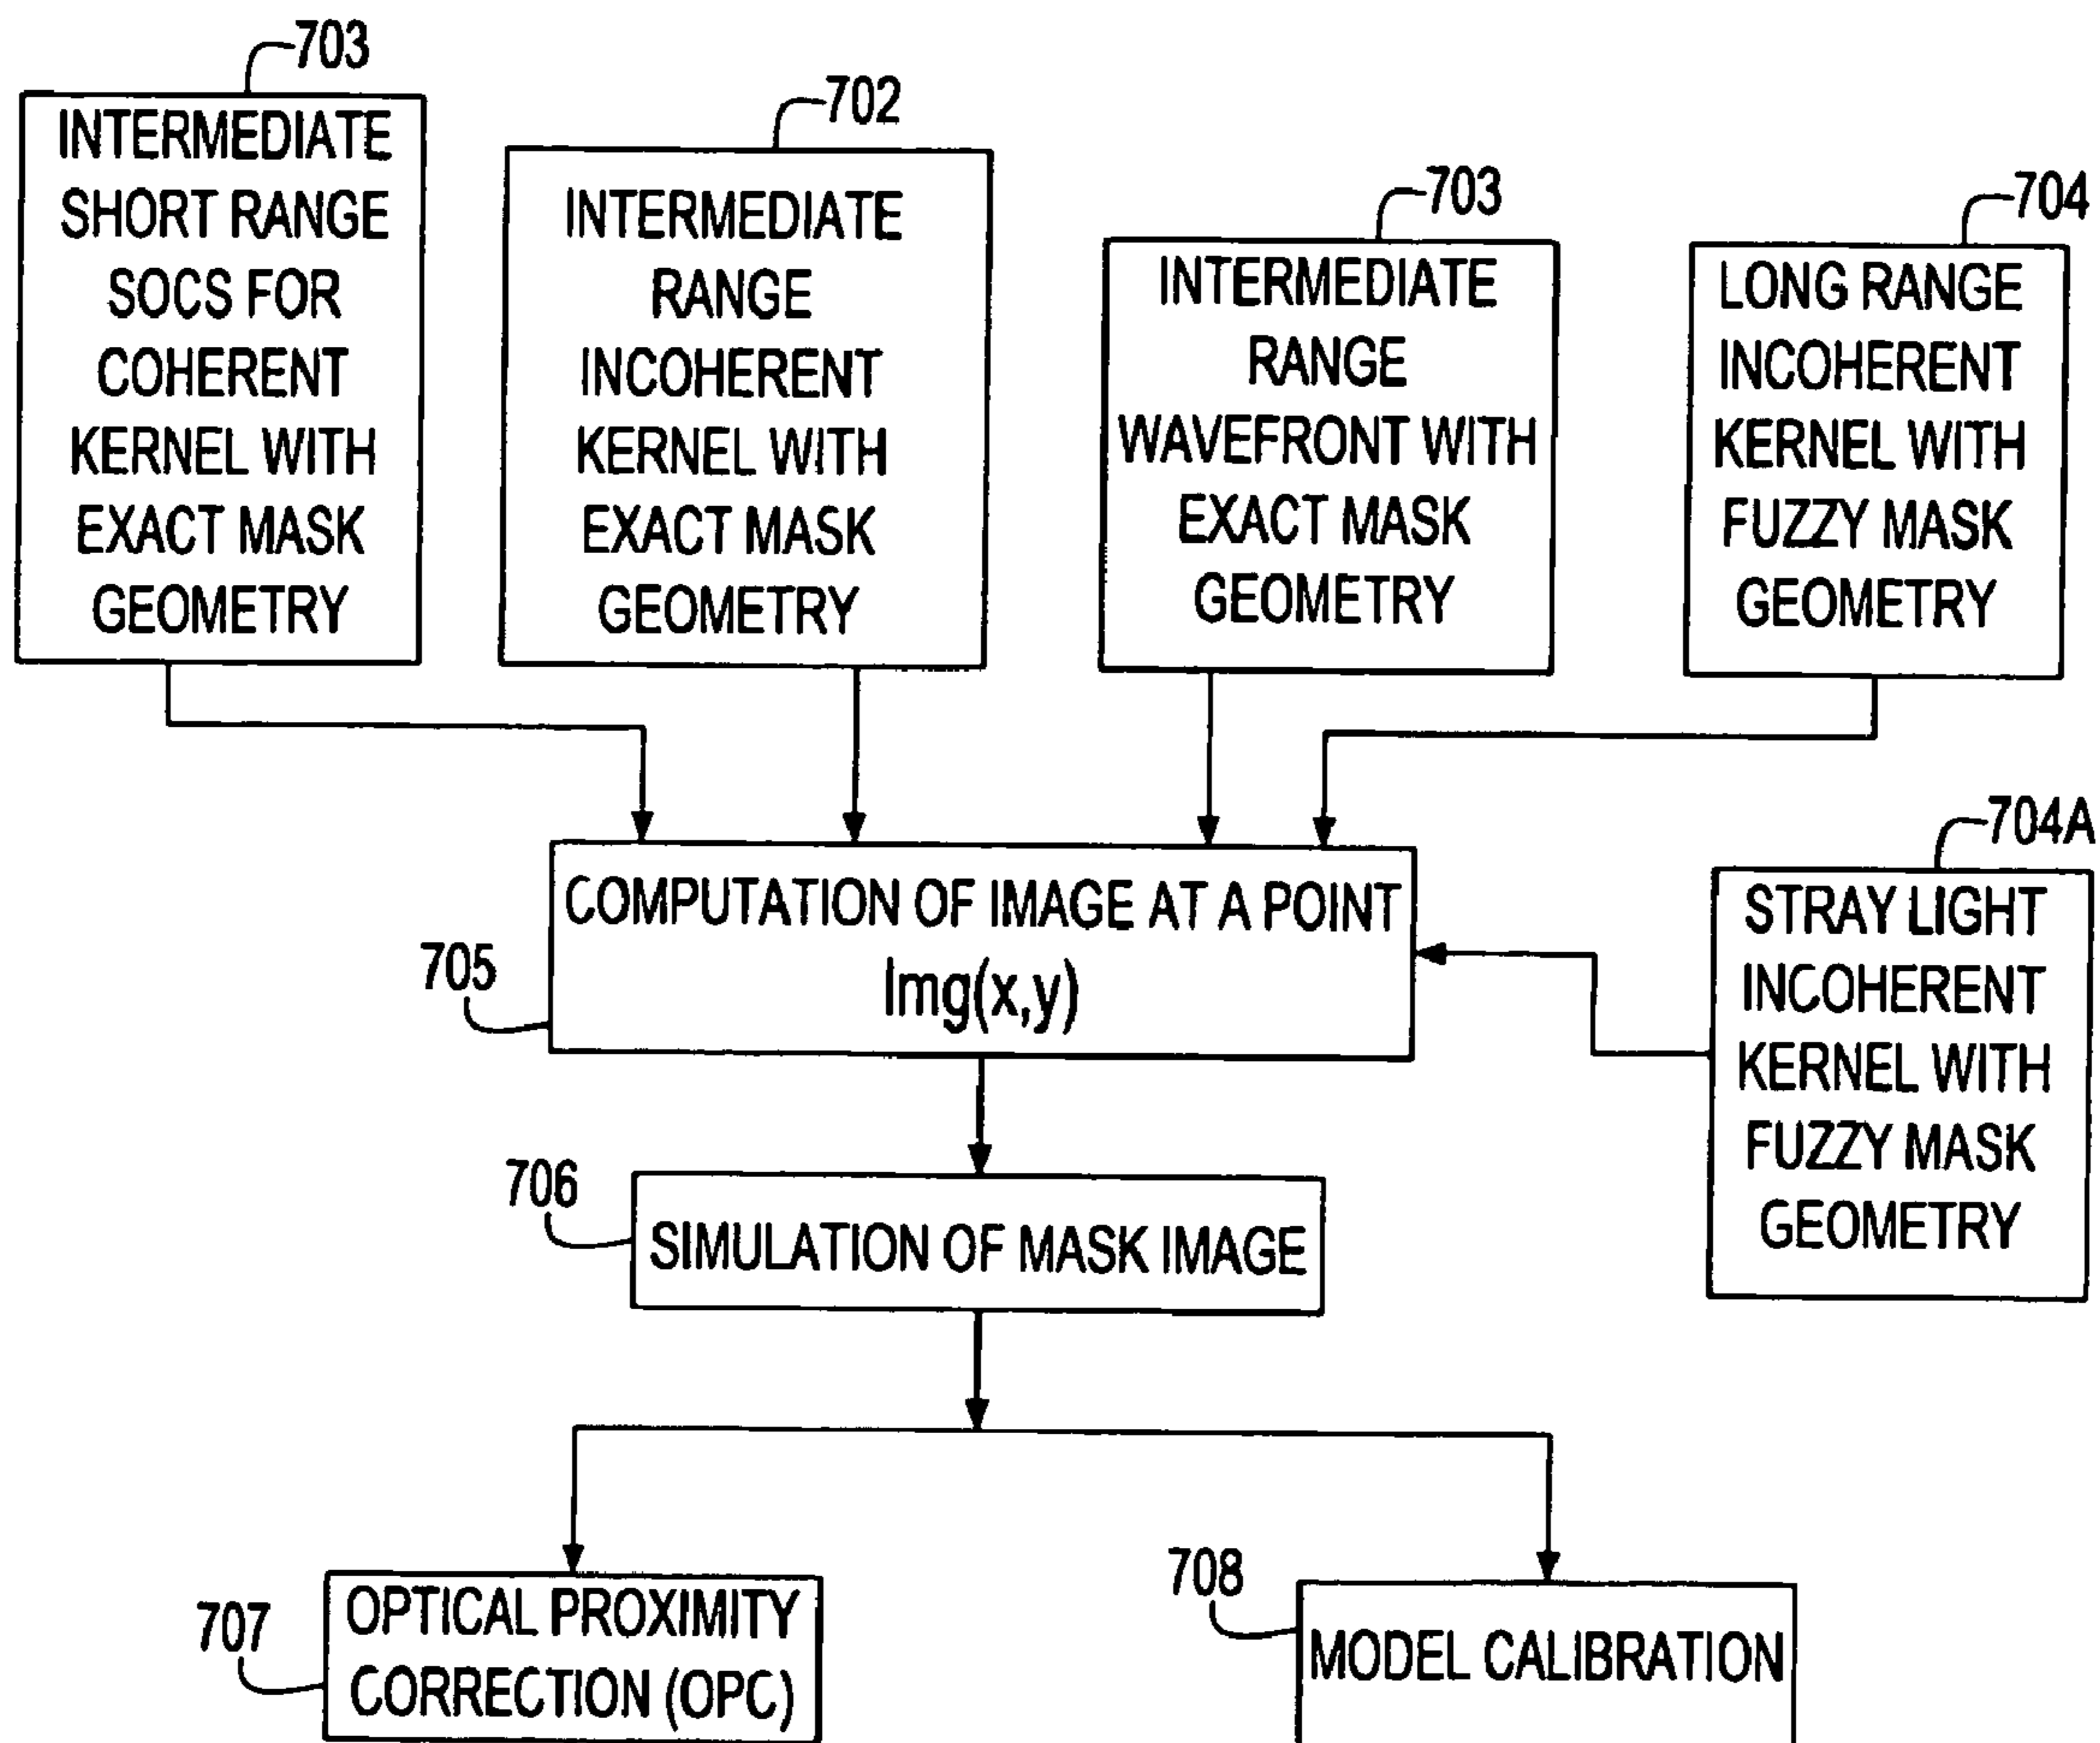 703
INTERMEDIATE
SHORT RANGE
SOCS FOR
COHERENT
KERNEL WITH
EXACT MASK
GEOMETRY
702
INTERMEDIATE
RANGE
INCOHERENT
KERNEL WITH
EXACT MASK
GEOMETRY
703
INTERMEDIATE
RANGE
WAVEFRONT WITH
EXACT MASK
GEOMETRY
704
LONG RANGE
INCOHERENT
KERNEL WITH
FUZZY MASK
GEOMETRY
704A
STRAY LIGHT
INCOHERENT
KERNEL WITH
FUZZY MASK
GEOMETRY
705
COMPUTATION OF IMAGE AT A POINT
Img(x,y)
706
SIMULATION OF MASK IMAGE
707
OPTICAL PROXIMITY
CORRECTION (OPC)
708
MODEL CALIBRATION